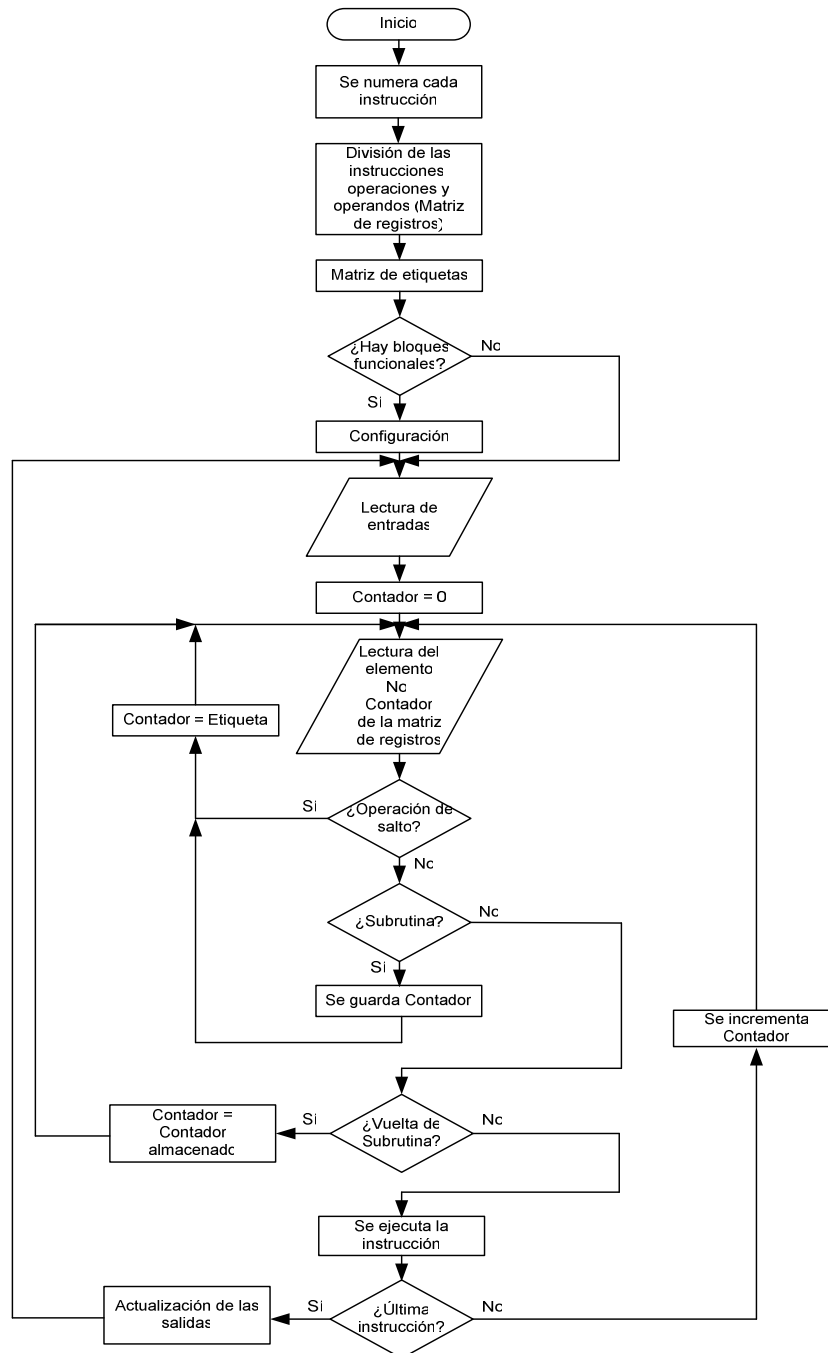 Inicio
Se numera cada
instrucción
División de las
instrucciones
operaciones y
operandos (Matriz
de registros)
Matriz de etiquetas
¿Hay bloques
funcionales?
No
Si
Configuración
Lectura de
entradas
Contador = 0
Lectura del
elemento
No
Contador
de la matriz
de registros
Contador = Etiqueta
¿Operación de
salto?
Si
No
¿Subrutina?
No
Si
Se guarda Contador
Se incrementa
Contador
¿Vuelta de
Subrutina?
Si
No
Contador =
Contador
almacenado
Se ejecuta la
instrucción
¿Última
instrucción?
Si
No
Actualización de las
salidas